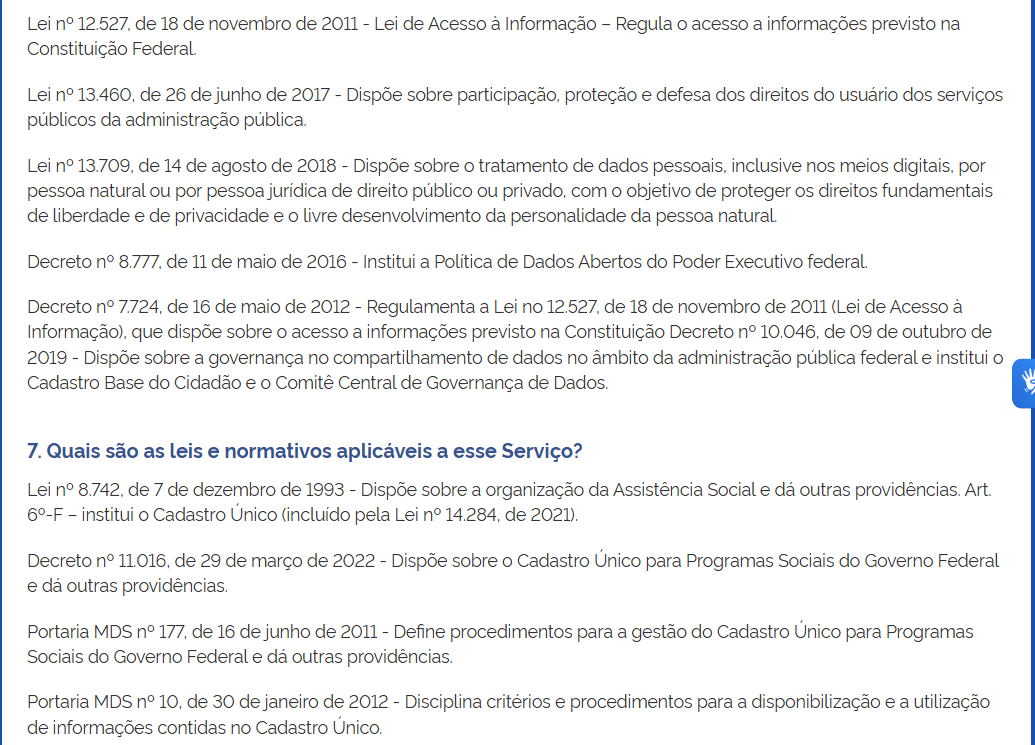 Lei nº 12.527, de 18 de novembro de 2011 - Lei de Acesso à Informação – Regula o acesso a informações previsto na
Constituição Federal.
Lei nº 13.460, de 26 de junho de 2017 - Dispõe sobre participação, proteção e defesa dos direitos do usuário dos serviços
públicos da administração pública.
Lei nº 13.709, de 14 de agosto de 2018 - Dispõe sobre o tratamento de dados pessoais, inclusive nos meios digitais, por
pessoa natural ou por pessoa jurídica de direito público ou privado, com o objetivo de proteger os direitos fundamentais
de liberdade e de privacidade e o livre desenvolvimento da personalidade da pessoa natural.
Decreto nº 8.777, de 11 de maio de 2016 - Institui a Política de Dados Abertos do Poder Executivo federal.
Decreto nº 7.724, de 16 de maio de 2012 - Regulamenta a Lei no 12.527, de 18 de novembro de 2011 (Lei de Acesso à
Informação), que dispõe sobre o acesso a informações previsto na Constituição Decreto nº 10.046, de 09 de outubro de
2019 - Dispõe sobre a governança no compartilhamento de dados no âmbito da administração pública federal e institui o
Cadastro Base do Cidadão e o Comitê Central de Governança de Dados.
7. Quais são as leis e normativos aplicáveis a esse Serviço?
Lei nº 8.742, de 7 de dezembro de 1993 - Dispõe sobre a organização da Assistência Social e dá outras providências. Art.
6º-F – institui o Cadastro Único (incluído pela Lei nº 14.284, de 2021).
Decreto nº 11.016, de 29 de março de 2022 - Dispõe sobre o Cadastro Único para Programas Sociais do Governo Federal
e dá outras providências.
Portaria MDS nº 177, de 16 de junho de 2011 - Define procedimentos para a gestão do Cadastro Único para Programas
Sociais do Governo Federal e dá outras providências.
Portaria MDS nº 10, de 30 de janeiro de 2012 - Disciplina critérios e procedimentos para a disponibilização e a utilização
de informações contidas no Cadastro Único.